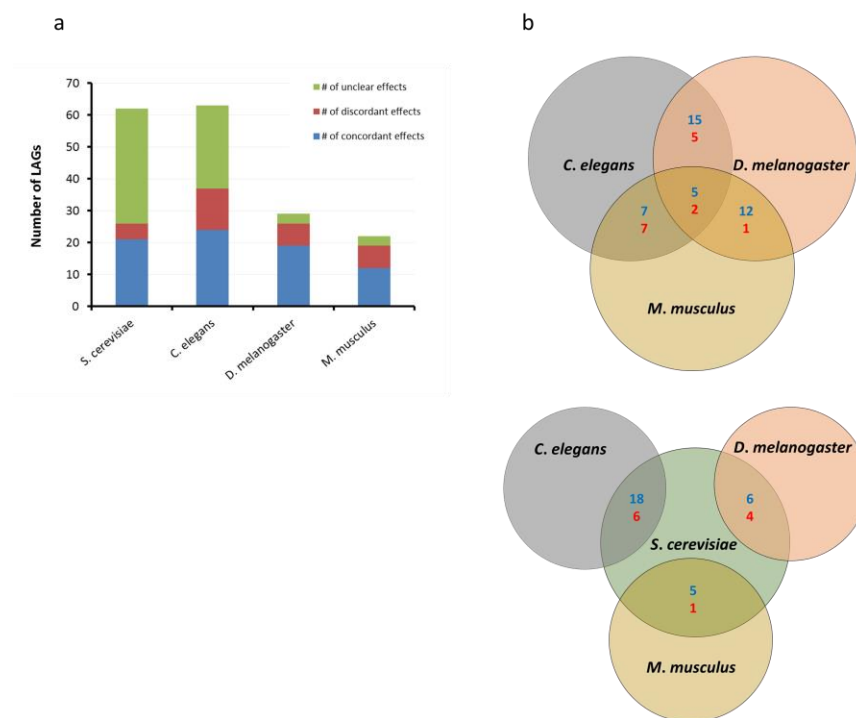 a
b
70
60
50
40
30
20
10
0
Number of LAGs
# of unclear effects
# of discordant effects
# of concordant effects
S. cerevisiae
C. elegans
D. melanogaster
M. musculus
15
5
C. elegans
D. melanogaster
5
2
7
7
12
1
M. musculus
C. elegans
D. melanogaster
18
6
6
4
S. cerevisiae
5
1
M. musculus